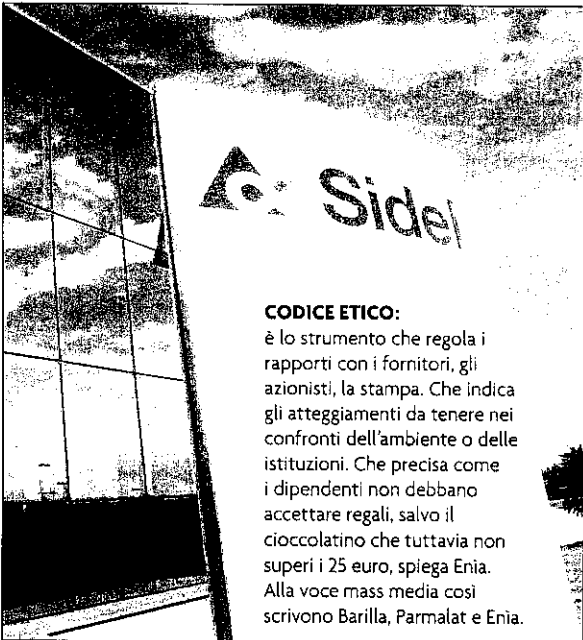 Sidel
CODICE ETICO:
è lo strumento che regola i
rapporti con i fornitori, gli
azionisti, la stampa. Che indica
gli atteggiamenti da tenere nei
confronti dell'ambiente o delle
istituzioni. Che precisa come
i dipendenti non debbano
accettare regali, salvo il
cioccolatino che tuttavia non
superi i 25 euro, spiega Enìa.
Alla voce mass media così
scrivono Barilla, Parmalat e Enìa.